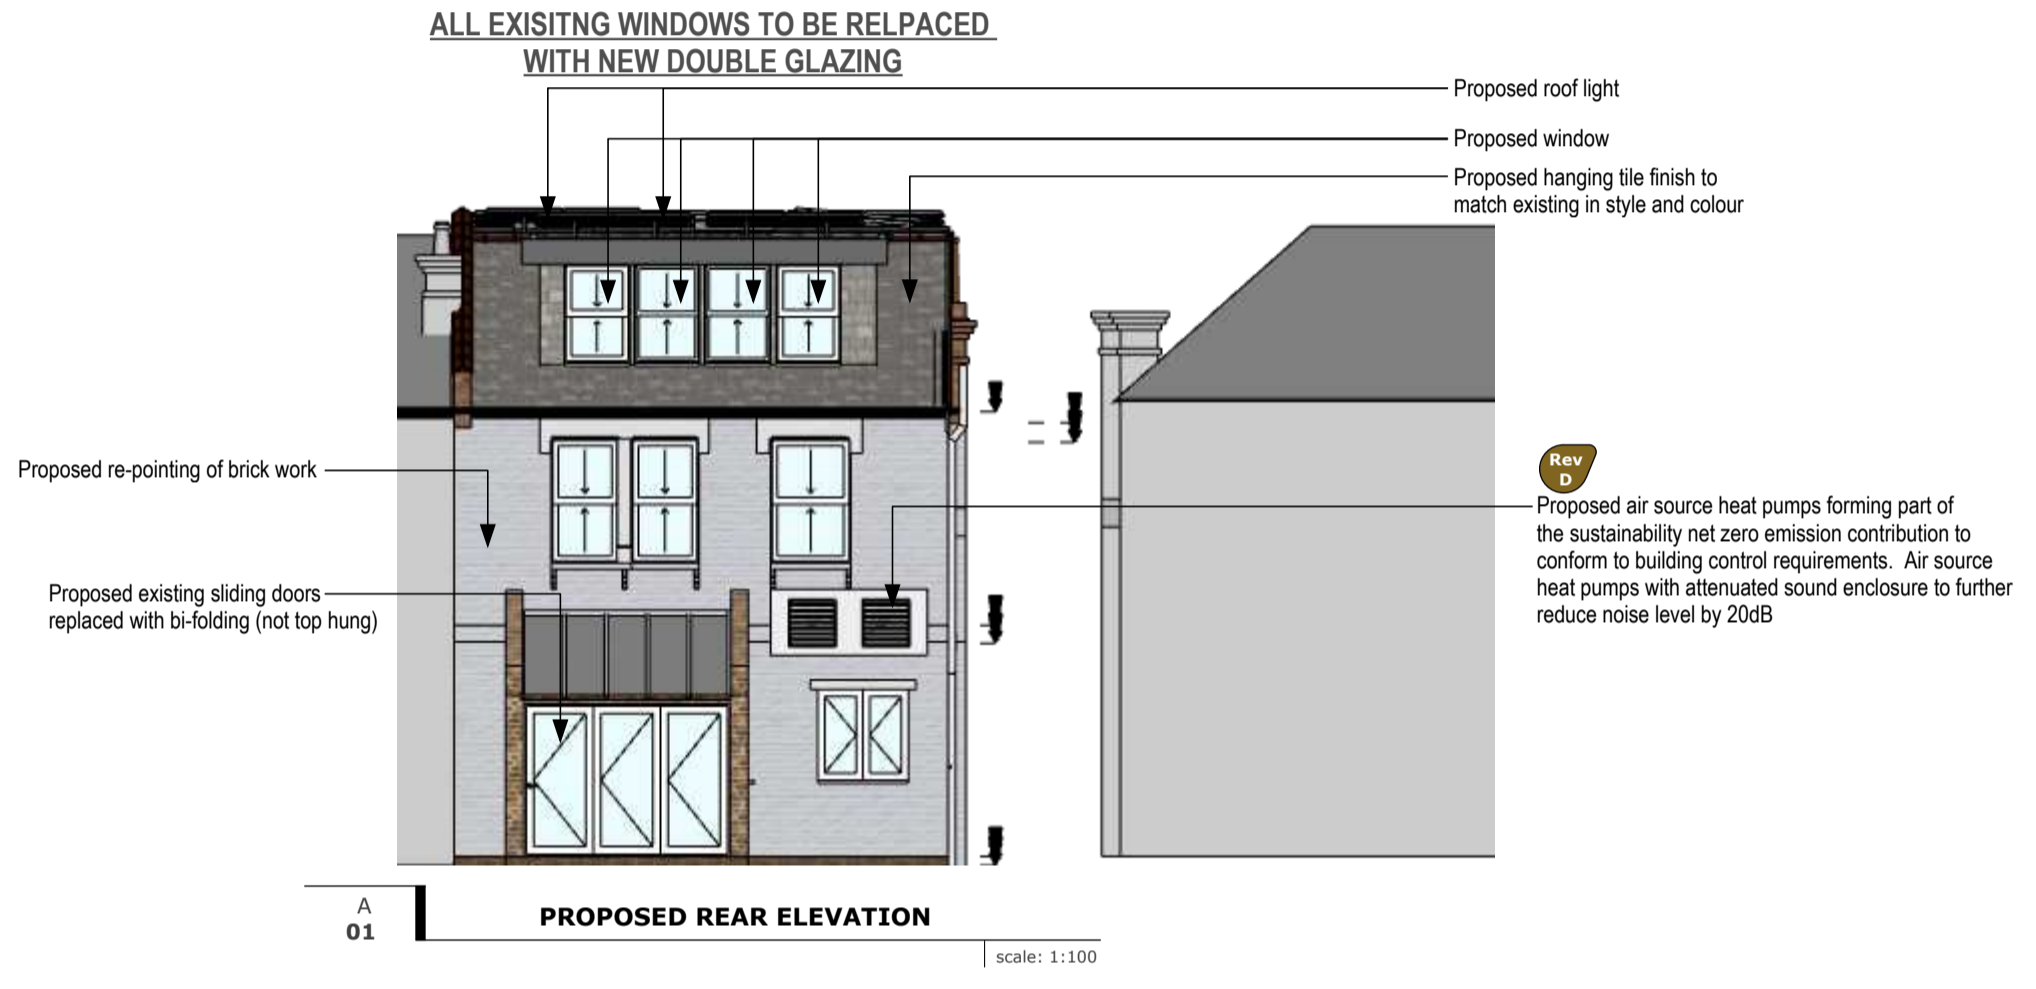 ALL EXISITNG WINDOWS TO BE RELPACED
WITH NEW DOUBLE GLAZING
Proposed roof light
Proposed window
Proposed hanging tile finish to
match existing in style and colour
Proposed re-pointing of brick work
Rev
D
Proposed air source heat pumps forming part of
the sustainability net zero emission contribution to
conform to building control requirements.  Air source
heat pumps with attenuated sound enclosure to further
reduce noise level by 20dB
Proposed existing sliding doors
replaced with bi-folding (not top hung)
A
01
PROPOSED REAR ELEVATION
scale: 1:100